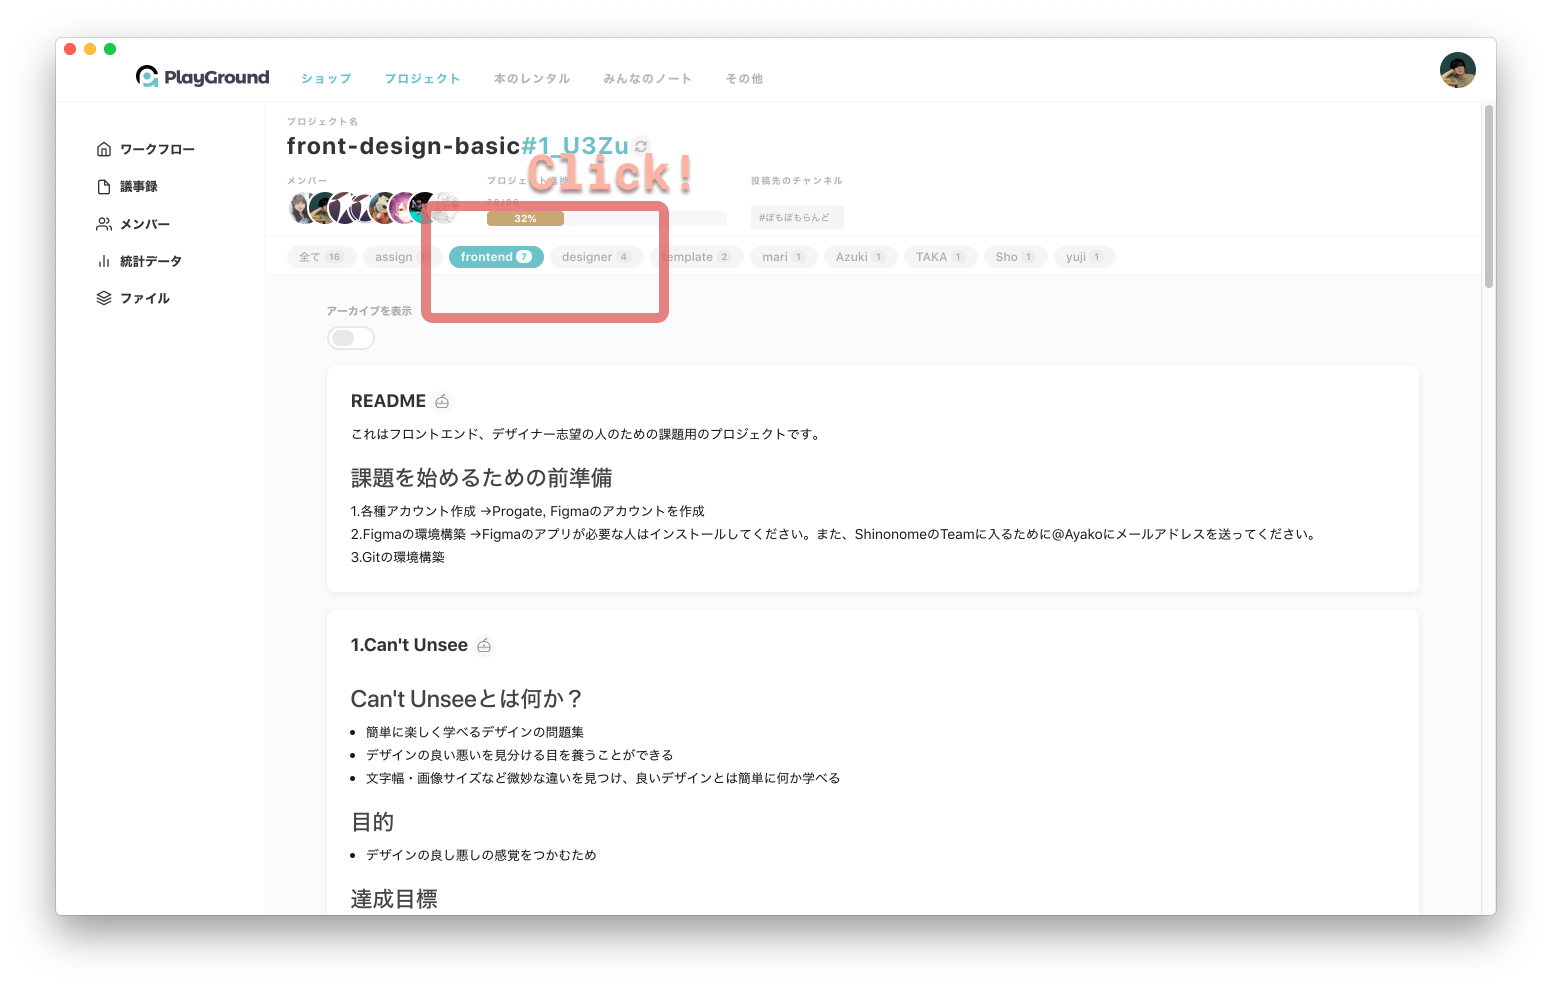 PlayGround
ショップ プロジェクト 本のレンタル みんなのノート その他
ワークフロー
議事録
メンバー
統計データ
ファイル
プロジェクト名
front-design-basic#1_U3Zu
Click!
メンバー
プロジェクト進捗
投稿先のチャンネル
32%
#ぽもぽもらんど
全て 16 assign frontend 7 designer 4 template 2 mari 1 Azuki 1 TAKA 1 Sho 1 yuji 1
アーカイブを表示
README
これはフロントエンド、デザイナー志望の人のための課題用のプロジェクトです。
課題を始めるための前準備
1.各種アカウント作成 →Progate, Figmaのアカウントを作成
2.Figmaの環境構築 →Figmaのアプリが必要な人はインストールしてください。また、ShinonomeのTeamに入るために@Ayakoにメールアドレスを送ってください。
3.Gitの環境構築
1.Can't Unsee
Can't Unseeとは何か？
• 簡単に楽しく学べるデザインの問題集
• デザインの良い悪いを見分ける目を養うことができる
• 文字幅・画像サイズなど微妙な違いを見つけ、良いデザインとは簡単に何か学べる
目的
• デザインの良し悪しの感覚をつかむため
達成目標